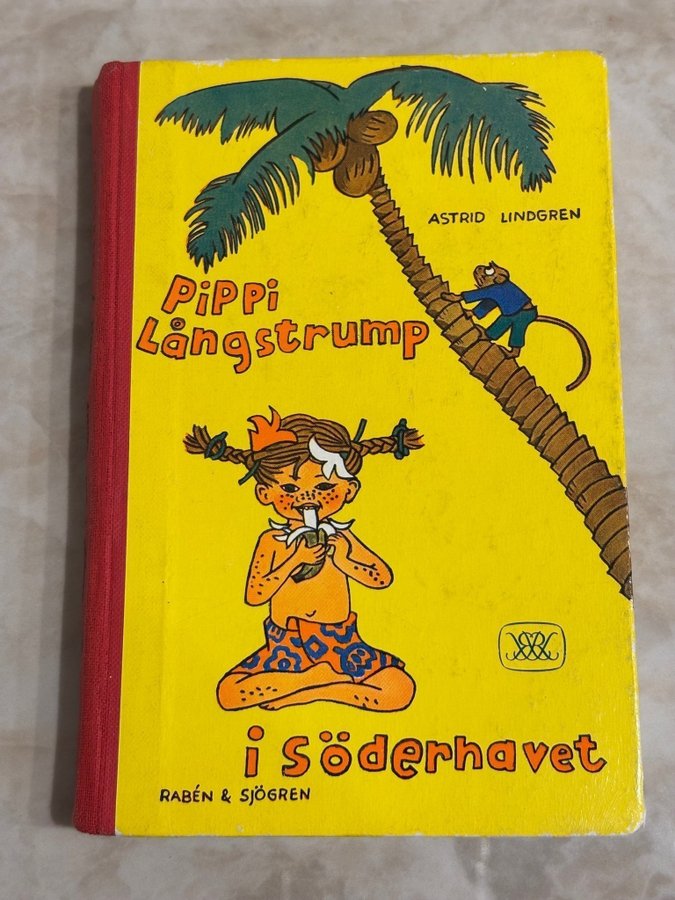 ASTRID LINDGREN
PiPPi
Långstrump
i Söderhavet
RABÉN & SJÖGREN